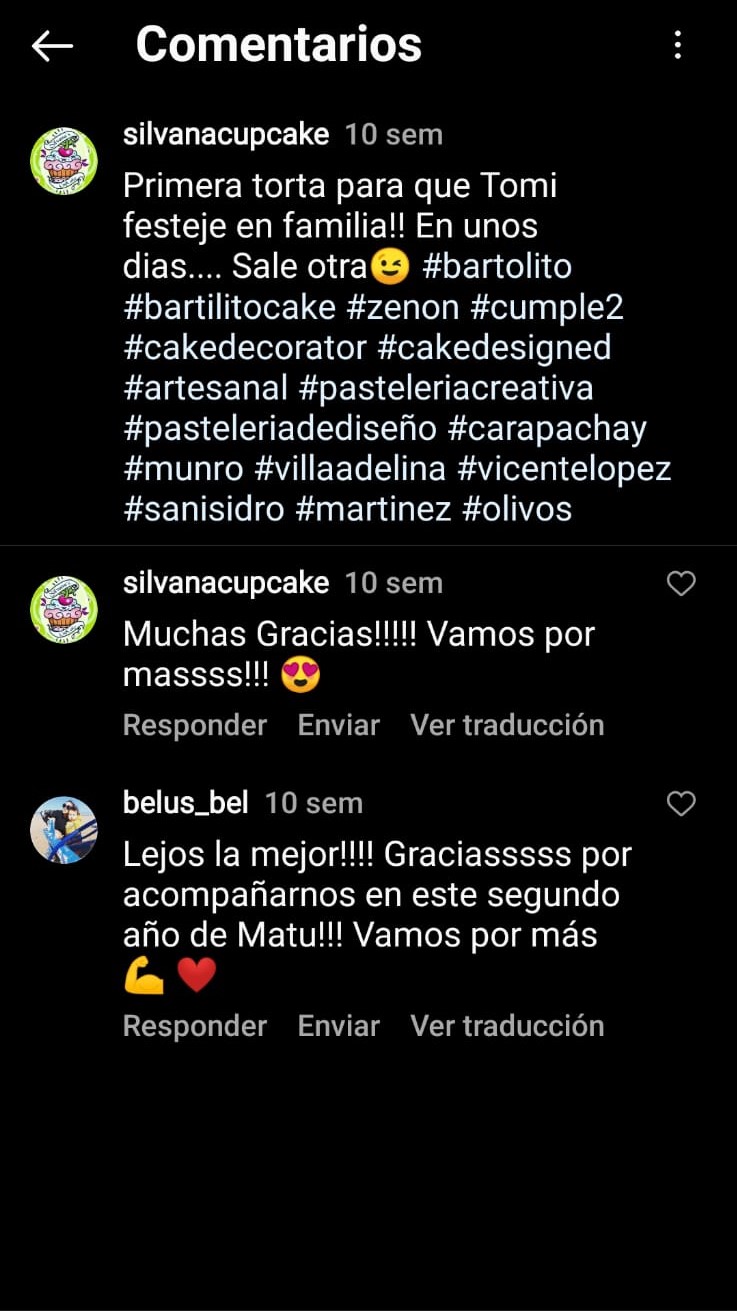 Comentarios
silvanacupcake 10 sem
Primera torta para que Tomi
festeje en familia!! En unos
dias.... Sale otra😉 #bartolito
#bartilitocake #zenon #cumple2
#cakedecorator #cakedesigned
#artesanal #pasteleriacreativa
#pasteleriadediseño #carapachay
#munro #villaadelina #vicentelopez
#sanisidro #martinez #olivos
silvanacupcake 10 sem
Muchas Gracias!!!!! Vamos por
massss!!! 😍
Responder Enviar Ver traducción
belus_bel 10 sem
Lejos la mejor!!!! Graciasssss por
acompañarnos en este segundo
año de Matu!!! Vamos por más
💪 ❤️
Responder Enviar Ver traducción